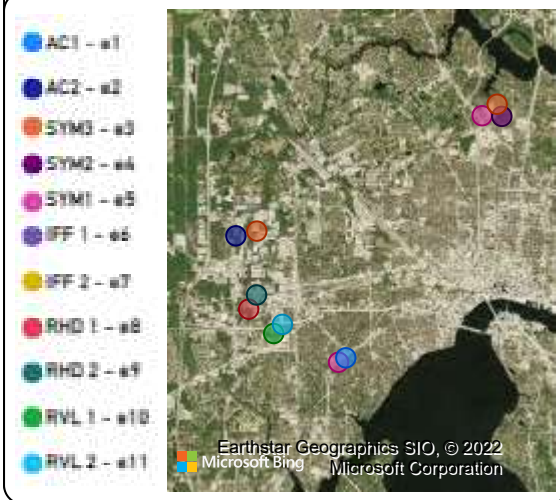 AC1 - e1
AC2 - e2
SYM3 - e3
SYM2 - e4
SYM1 - e5
IFF 1 - e6
IFF 2 - e7
RHD 1 - e8
RHD 2 - e9
RVL 1 - e10
RVL 2 - e11
Earthstar Geographics SIO, © 2022
Microsoft Bing
Microsoft Corporation